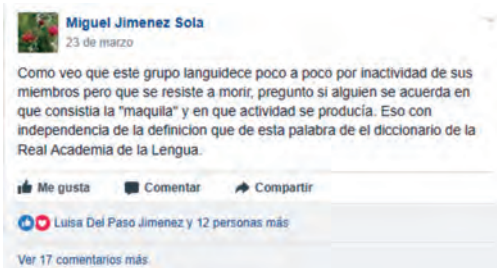 Miguel Jimenez Sola
23 de marzo
Como veo que este grupo languidece poco a poco por inactividad de sus
miembros pero que se resiste a morir, pregunto si alguien se acuerda en
que consistia la "maquila" y en que actividad se producía. Eso con
independencia de la definicion que de esta palabra de el diccionario de la
Real Academia de la Lengua.
Me gusta Comentar Compartir
Luisa Del Paso Jimenez y 12 personas más
Ver 17 comentarios más